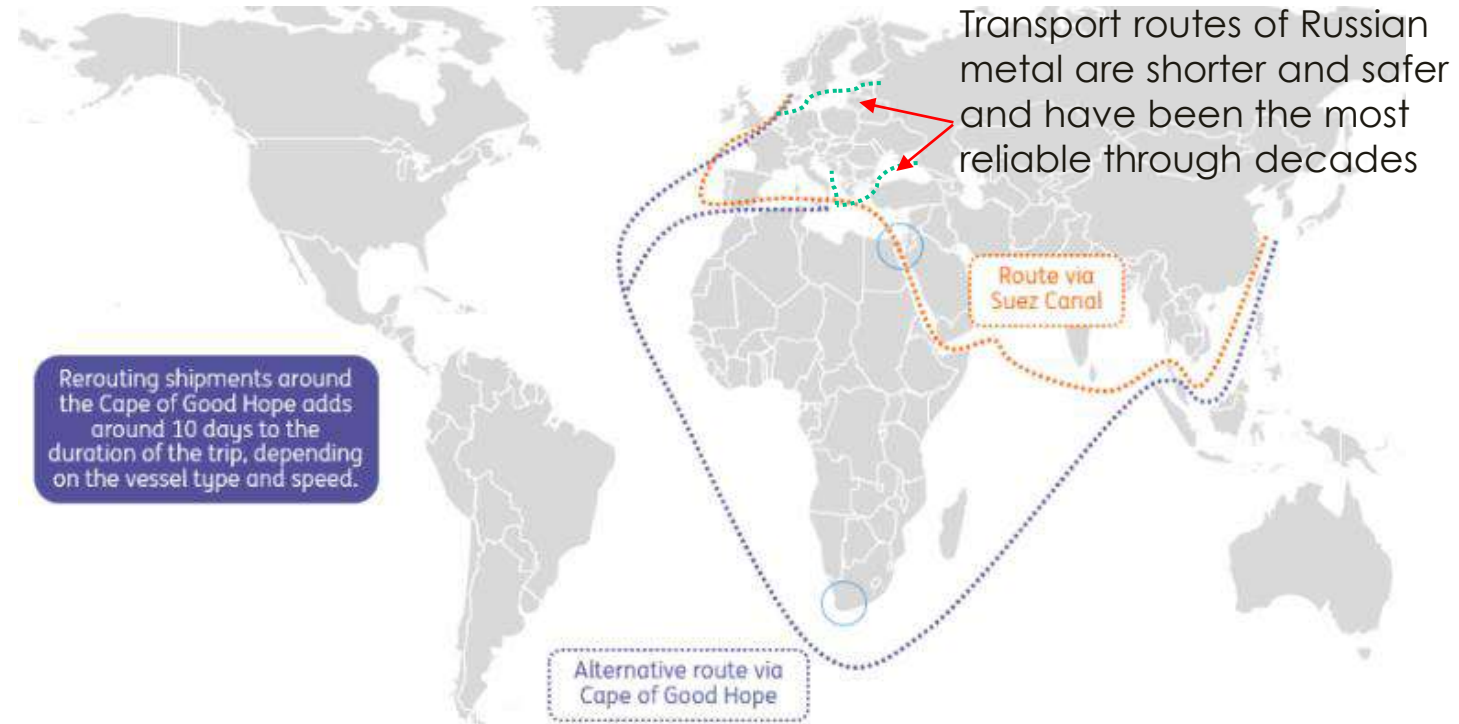 Transport routes of Russian
metal are shorter and safer
and have been the most
reliable through decades
Route via
Suez Canal
Rerouting shipments around
the Cape of Good Hope adds
around 10 days to the
duration of the trip, depending
on the vessel type and speed.
Alternative route via
Cape of Good Hope